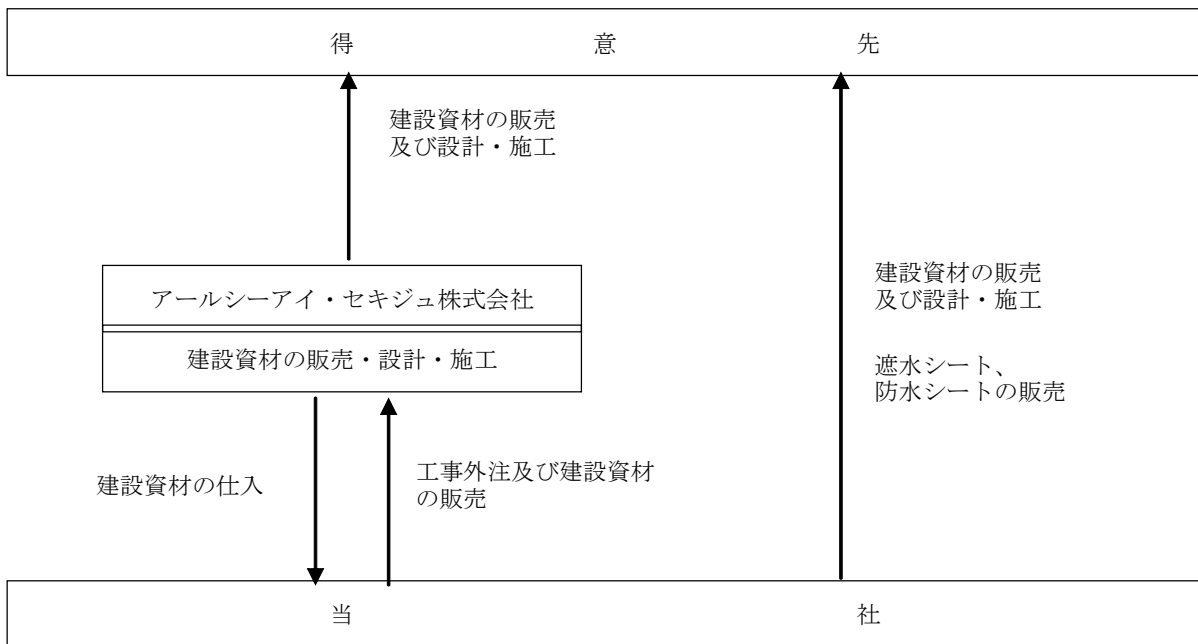 得意先
建設資材の販売
及び設計・施工
アールシーアイ・セキジュ株式会社
建設資材の販売・設計・施工
建設資材の販売
及び設計・施工
遮水シート、
防水シートの販売
建設資材の仕入
工事外注及び建設資材
の販売
当社